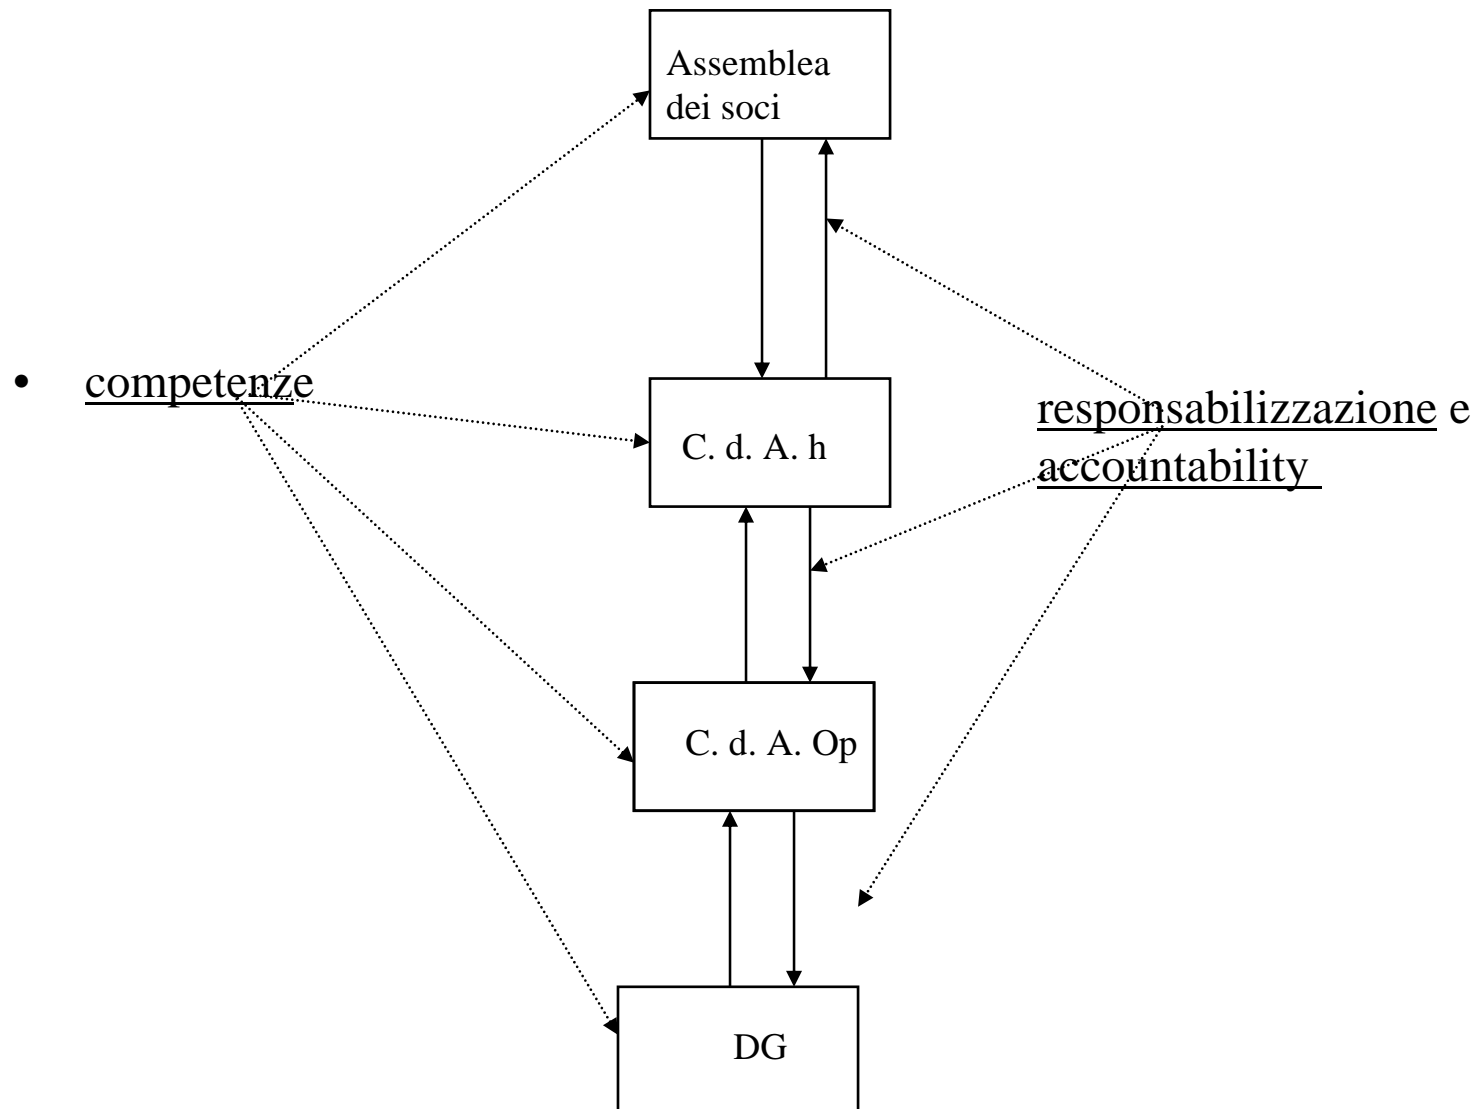 Assemblea
dei soci
• competenze
responsabilizzazione e
accountability
C. d. A. h
C. d. A. Op
DG